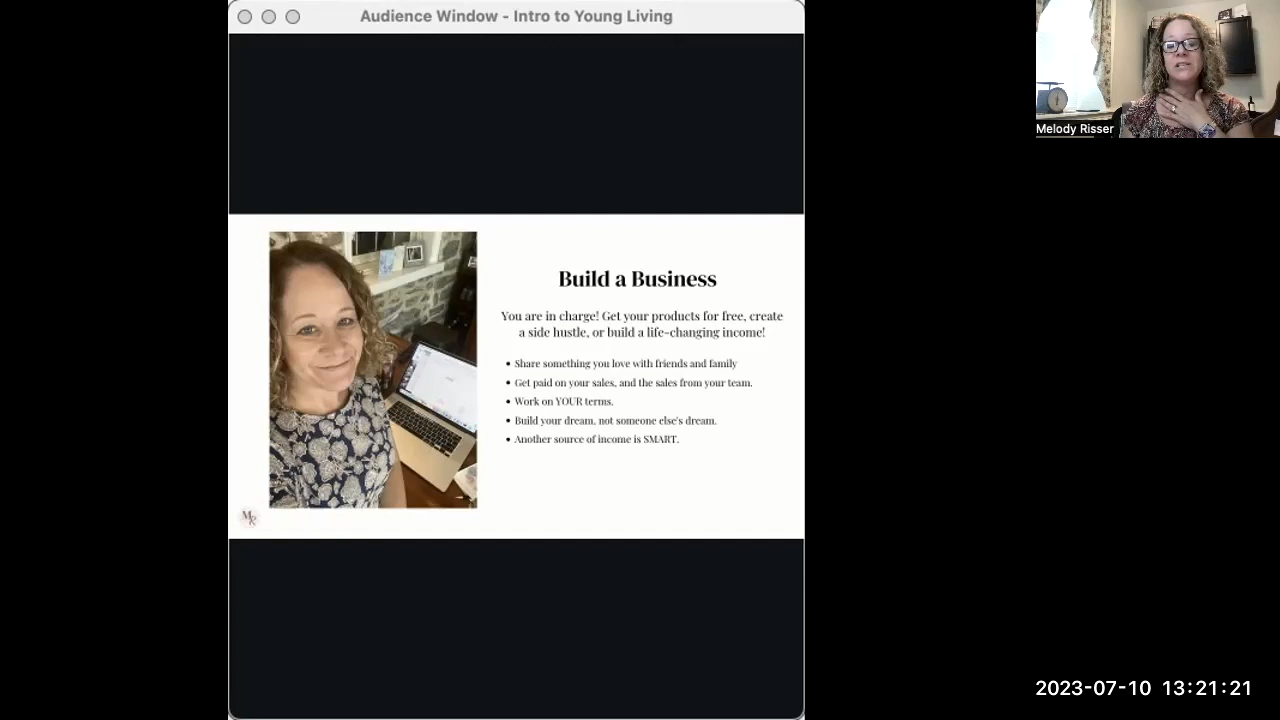 Audience Window - Intro to Young Living
Melody Risser
Build a Business
You are in charge! Get your products for free, create
a side hustle, or build a life-changing income!
• Share something you love with friends and family
• Get paid on your sales, and the sales from your team.
• Work on YOUR terms.
• Build your dream, not someone else's dream.
• Another source of income is SMART.
MR
2023-07-10 13:21:21